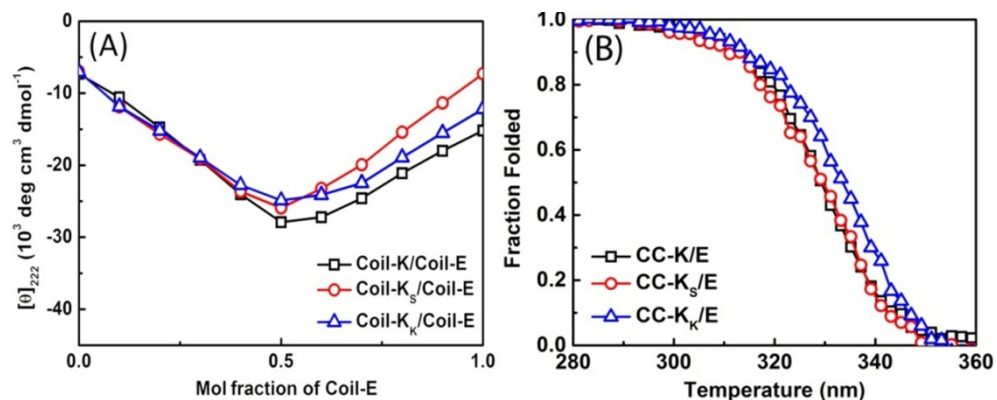 (A)
0
-10
-20
-30
-40
[θ]222 (10³ deg cm³ dmol⁻¹)
Coil-K/Coil-E
Coil-KS/Coil-E
Coil-KK/Coil-E
0.0
0.5
1.0
Mol fraction of Coil-E
(B)
1.0
0.8
0.6
0.4
0.2
0.0
Fraction Folded
CC-K/E
CC-KS/E
CC-KK/E
280
300
320
340
360
Temperature (nm)